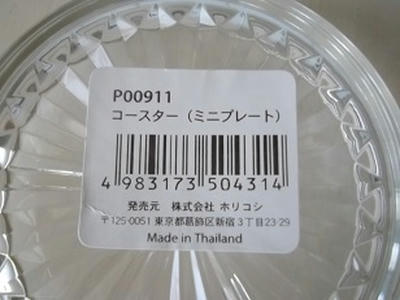 P00911
コースター（ミニプレート）
4 983173 504314
発売元 株式会社 ホリコシ
〒125-0051 東京都葛飾区新宿3丁目23-29
Made in Thailand